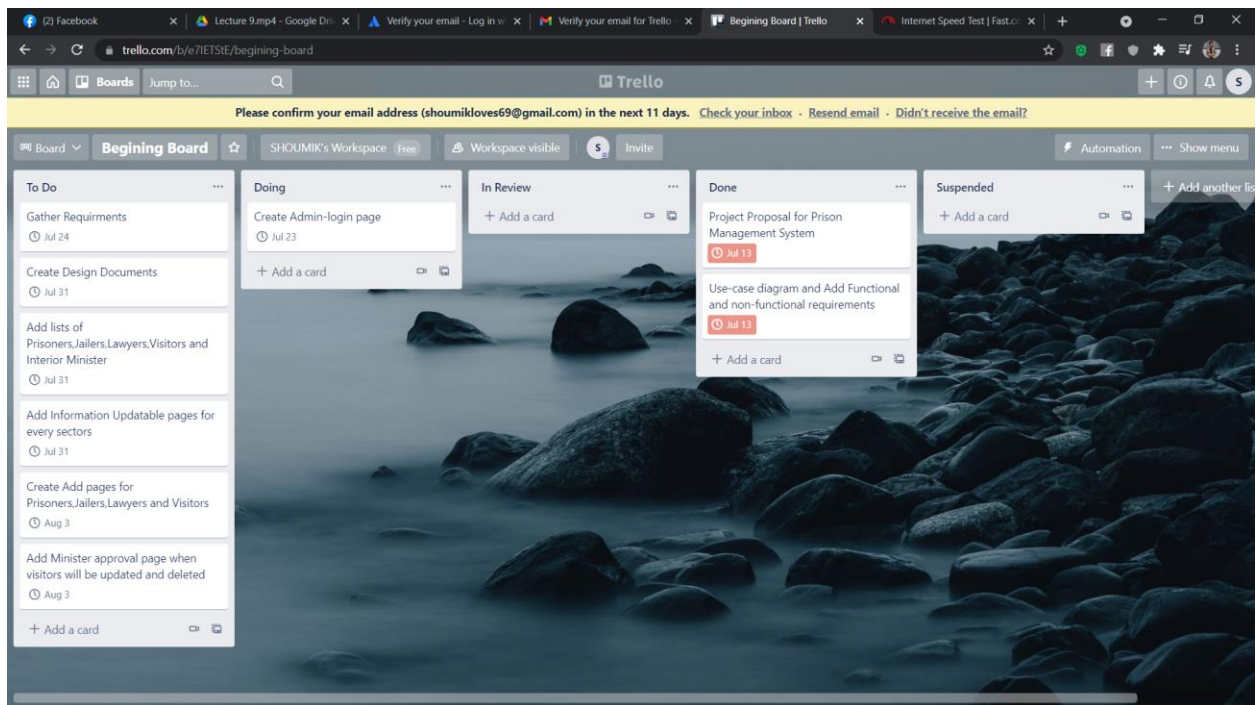 (2) Facebook
Lecture 9.mp4 - Google Dri
Verify your email - Log in w
Verify your email for Trello
Begining Board | Trello
Internet Speed Test | Fast.co
trello.com/b/e7IETStE/begining-board
Boards
Jump to...
Trello
S
Please confirm your email address (shoumikloves69@gmail.com) in the next 11 days. Check your inbox - Resend email - Didn't receive the email?
Board
Begining Board
SHOUMIK's Workspace Free
Workspace visible
S
Invite
Automation
... Show menu
To Do
Gather Requirments
Jul 24
Create Design Documents
Jul 31
Add lists of
Prisoners,Jailers,Lawyers,Visitors and
Interior Minister
Jul 31
Add Information Updatable pages for
every sectors
Jul 31
Create Add pages for
Prisoners,Jailers,Lawyers and Visitors
Aug 3
Add Minister approval page when
visitors will be updated and deleted
Aug 3
+ Add a card
Doing
Create Admin-login page
Jul 23
+ Add a card
In Review
+ Add a card
Done
Project Proposal for Prison
Management System
Jul 13
Use-case diagram and Add Functional
and non-functional requirements
Jul 13
+ Add a card
Suspended
+ Add a card
+ Add another lis